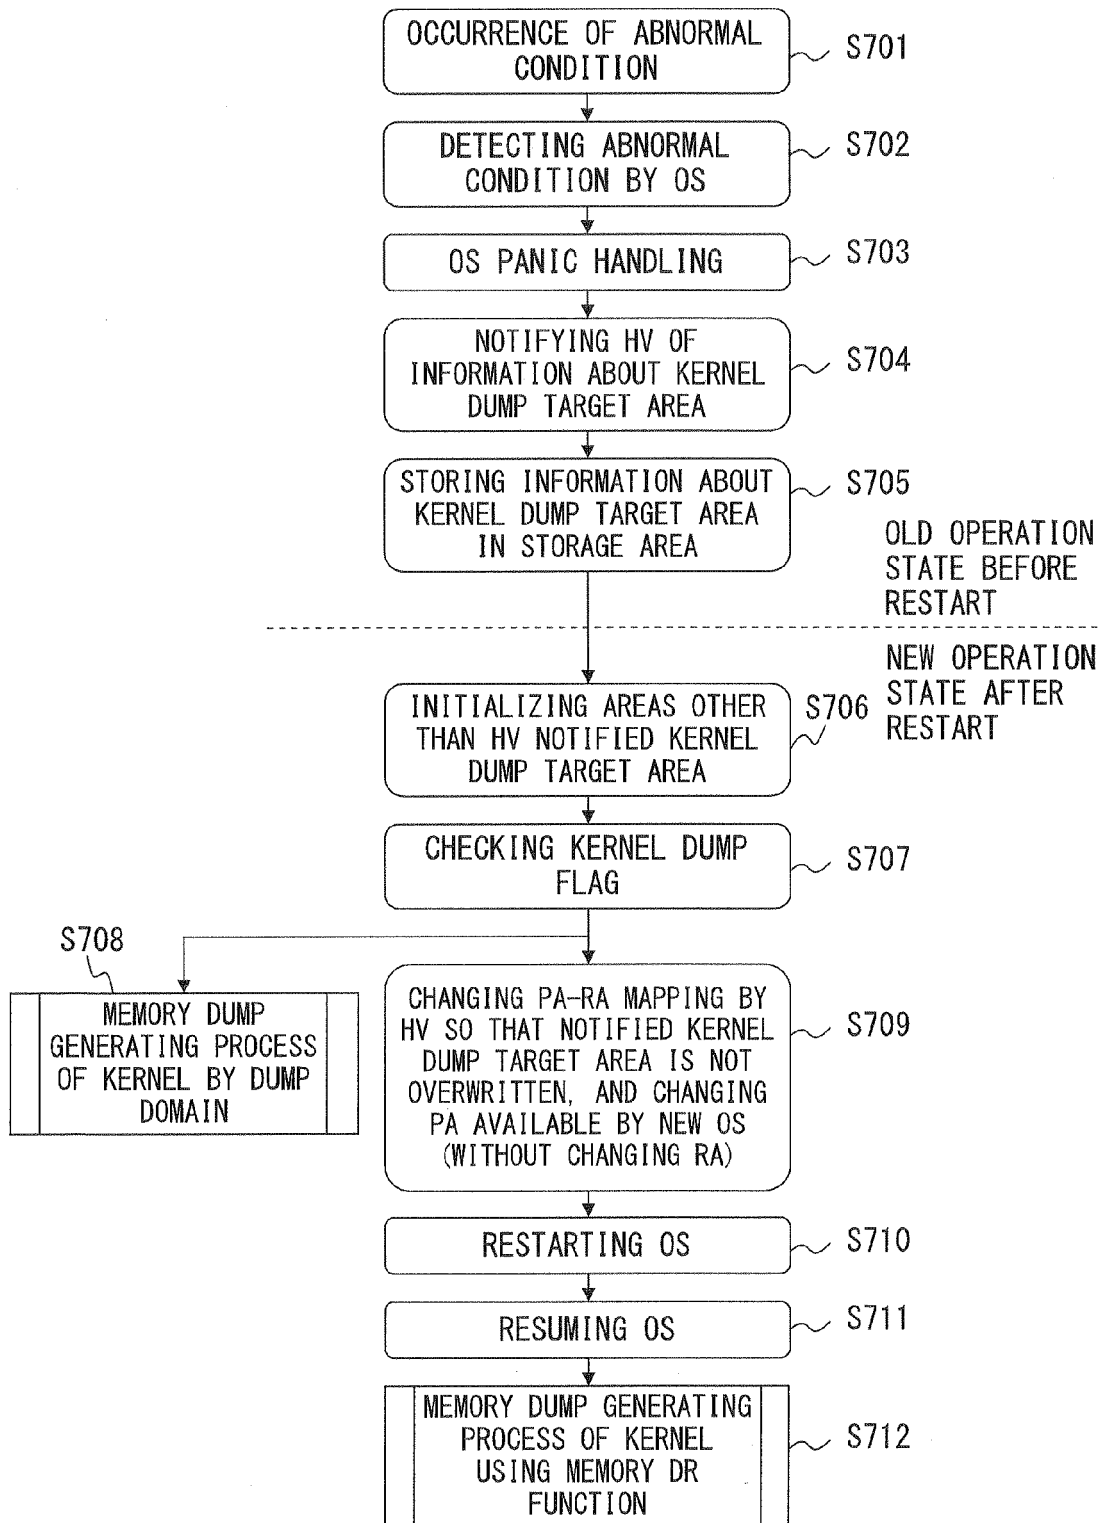 OCCURRENCE OF ABNORMAL
CONDITION
S701
DETECTING ABNORMAL
CONDITION BY OS
S702
OS PANIC HANDLING
S703
NOTIFYING HV OF
INFORMATION ABOUT KERNEL
DUMP TARGET AREA
S704
STORING INFORMATION ABOUT
KERNEL DUMP TARGET AREA
IN STORAGE AREA
S705
OLD OPERATION
STATE BEFORE
RESTART
NEW OPERATION
STATE AFTER
RESTART
INITIALIZING AREAS OTHER
THAN HV NOTIFIED KERNEL
DUMP TARGET AREA
S706
CHECKING KERNEL DUMP
FLAG
S707
S708
MEMORY DUMP
GENERATING PROCESS
OF KERNEL BY DUMP
DOMAIN
CHANGING PA-RA MAPPING BY
HV SO THAT NOTIFIED KERNEL
DUMP TARGET AREA IS NOT
OVERWRITTEN, AND CHANGING
PA AVAILABLE BY NEW OS
(WITHOUT CHANGING RA)
S709
RESTARTING OS
S710
RESUMING OS
S711
MEMORY DUMP GENERATING
PROCESS OF KERNEL
USING MEMORY DR
FUNCTION
S712